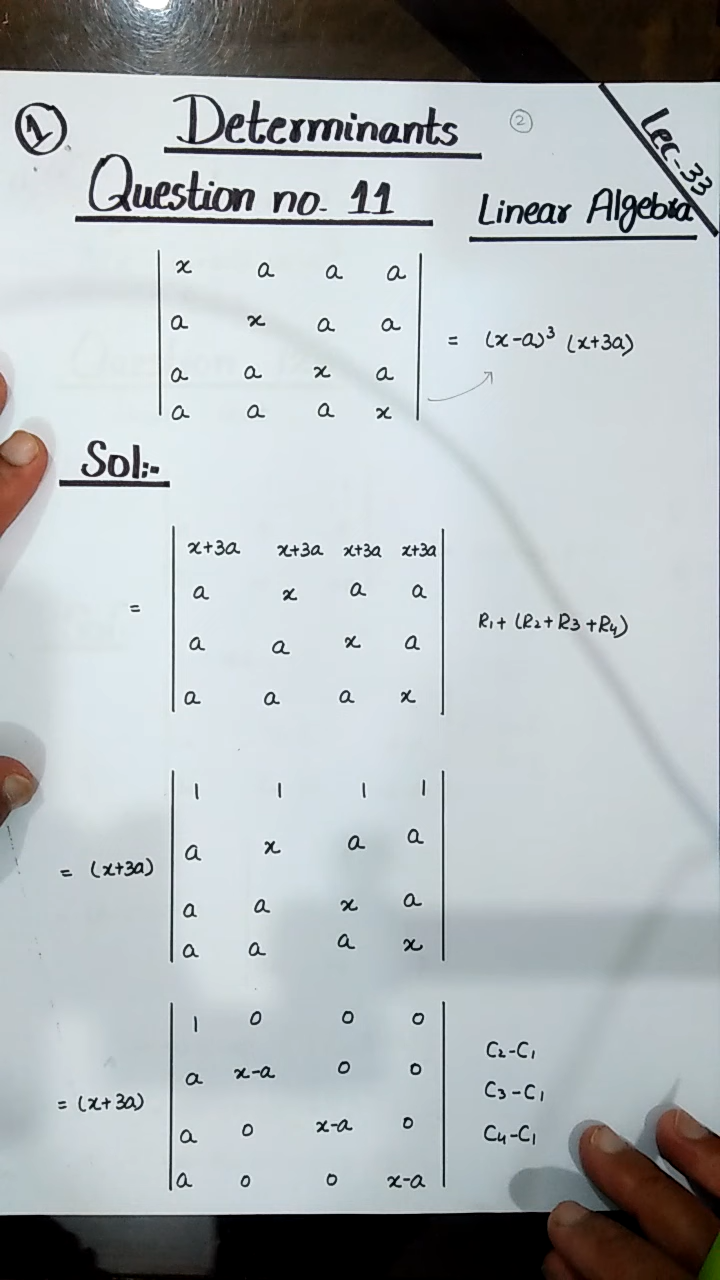 1 Determinants 2 Lec-33
Question no. 11 Linear Algebra
x a a a
a x a a = (x-a)³ (x+3a)
a a x a
a a a x
Sol:-
x+3a x+3a x+3a x+3a
= a x a a R₁+ (R₂+R₃+R₄)
a a x a
a a a x
1 1 1 1
= (x+3a) a x a a
a a x a
a a a x
1 0 0 0
a x-a 0 0 C₂-C₁
= (x+3a) a 0 x-a 0 C₃-C₁
a 0 0 x-a C₄-C₁